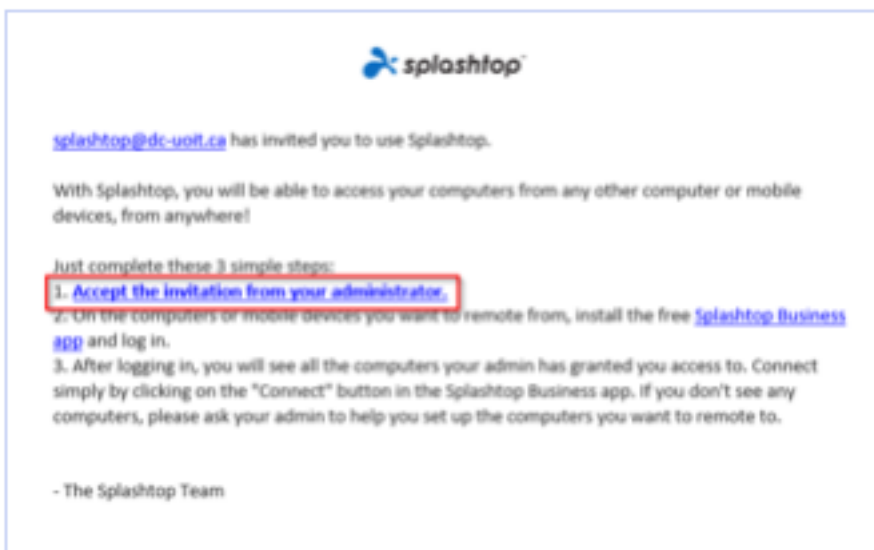 splashtop
splashtop@dc-uoit.ca has invited you to use Splashtop.
With Splashtop, you will be able to access your computers from any other computer or mobile
devices, from anywhere!
Just complete these 3 simple steps:
1. Accept the invitation from your administrator.
2. On the computers or mobile devices you want to remote from, install the free Splashtop Business
app and log in.
3. After logging in, you will see all the computers your admin has granted you access to. Connect
simply by clicking on the "Connect" button in the Splashtop Business app. If you don't see any
computers, please ask your admin to help you set up the computers you want to remote to.
- The Splashtop Team